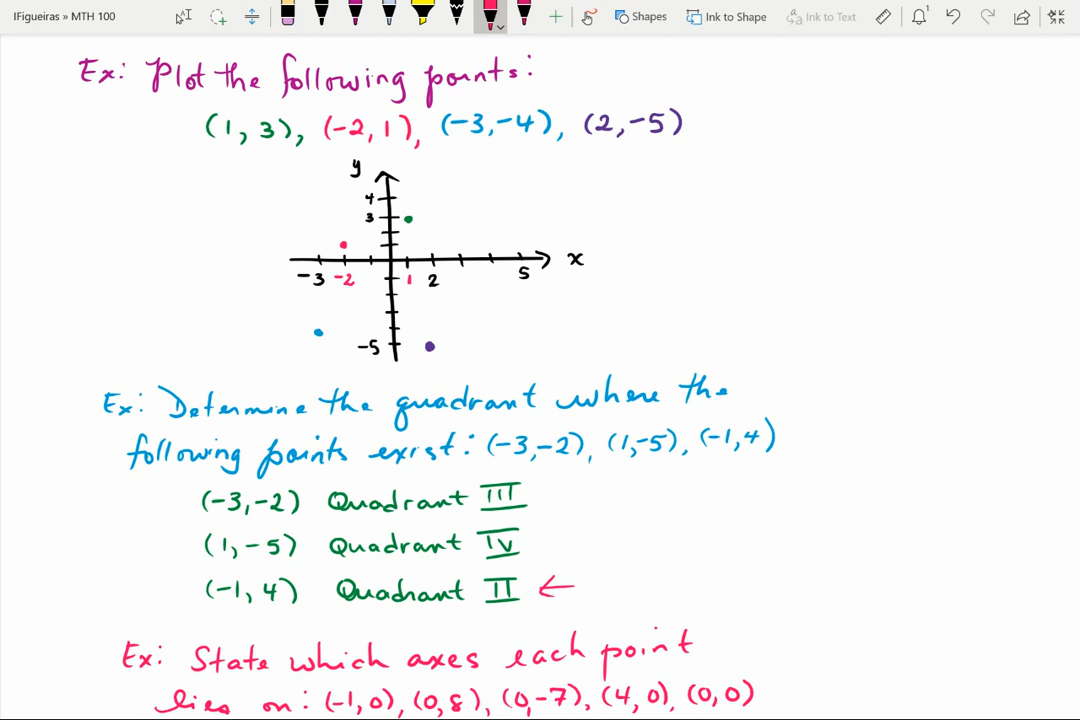 IFigueiras » MTH 100
Shapes
Ink to Shape
Ink to Text
1
Ex: Plot the following points:
(1, 3), (-2, 1), (-3, -4), (2, -5)
y
4
3
x
-3 -2 1 2 5
-5
Ex: Determine the quadrant where the
following points exist: (-3,-2), (1,-5), (-1,4)
(-3,-2) Quadrant III
(1,-5) Quadrant IV
(-1, 4) Quadrant II ←
Ex: State which axes each point
lies on: (-1,0), (0,8), (0,-7), (4,0), (0,0)